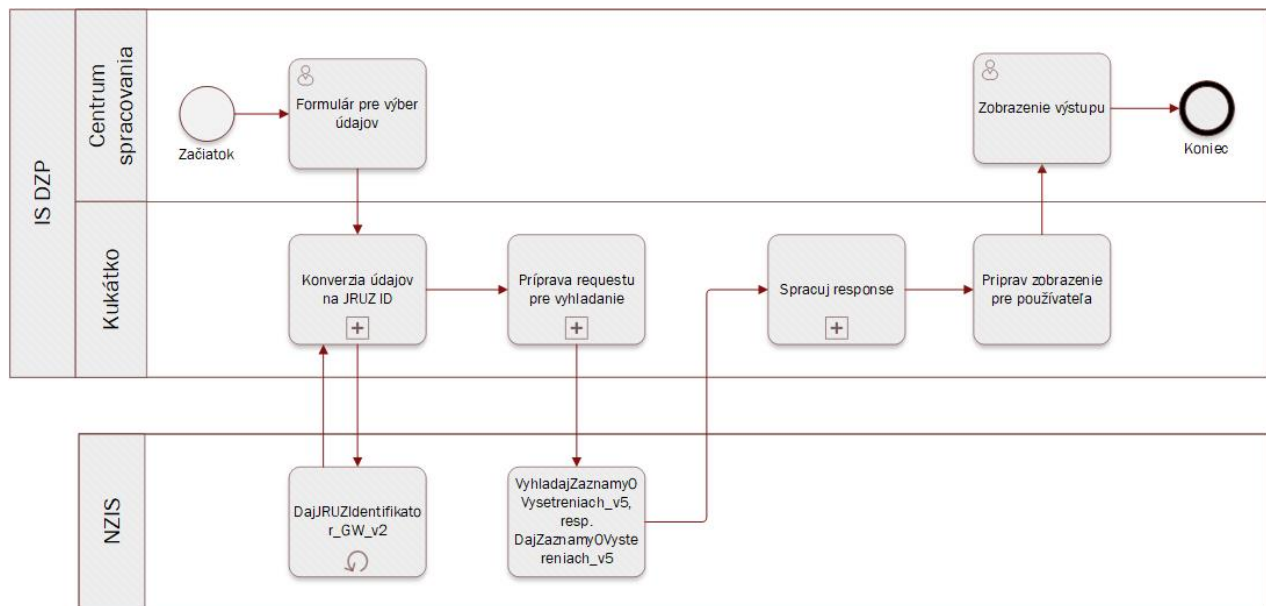 IS DZP
Centrum
spracovania
Začiatok
Formulár pre výber
údajov
Zobrazenie výstupu
Koniec
Kukátko
Konverzia údajov
na JRUZ ID
Príprava requestu
pre vyhladanie
Spracuj response
Priprav zobrazenie
pre používateľa
NZIS
DajJRUZIdentifikato
r_GW_v2
VyhladajZaznamyO
Vysetreniach_v5,
resp.
DajZaznamyOVyste
reniach_v5